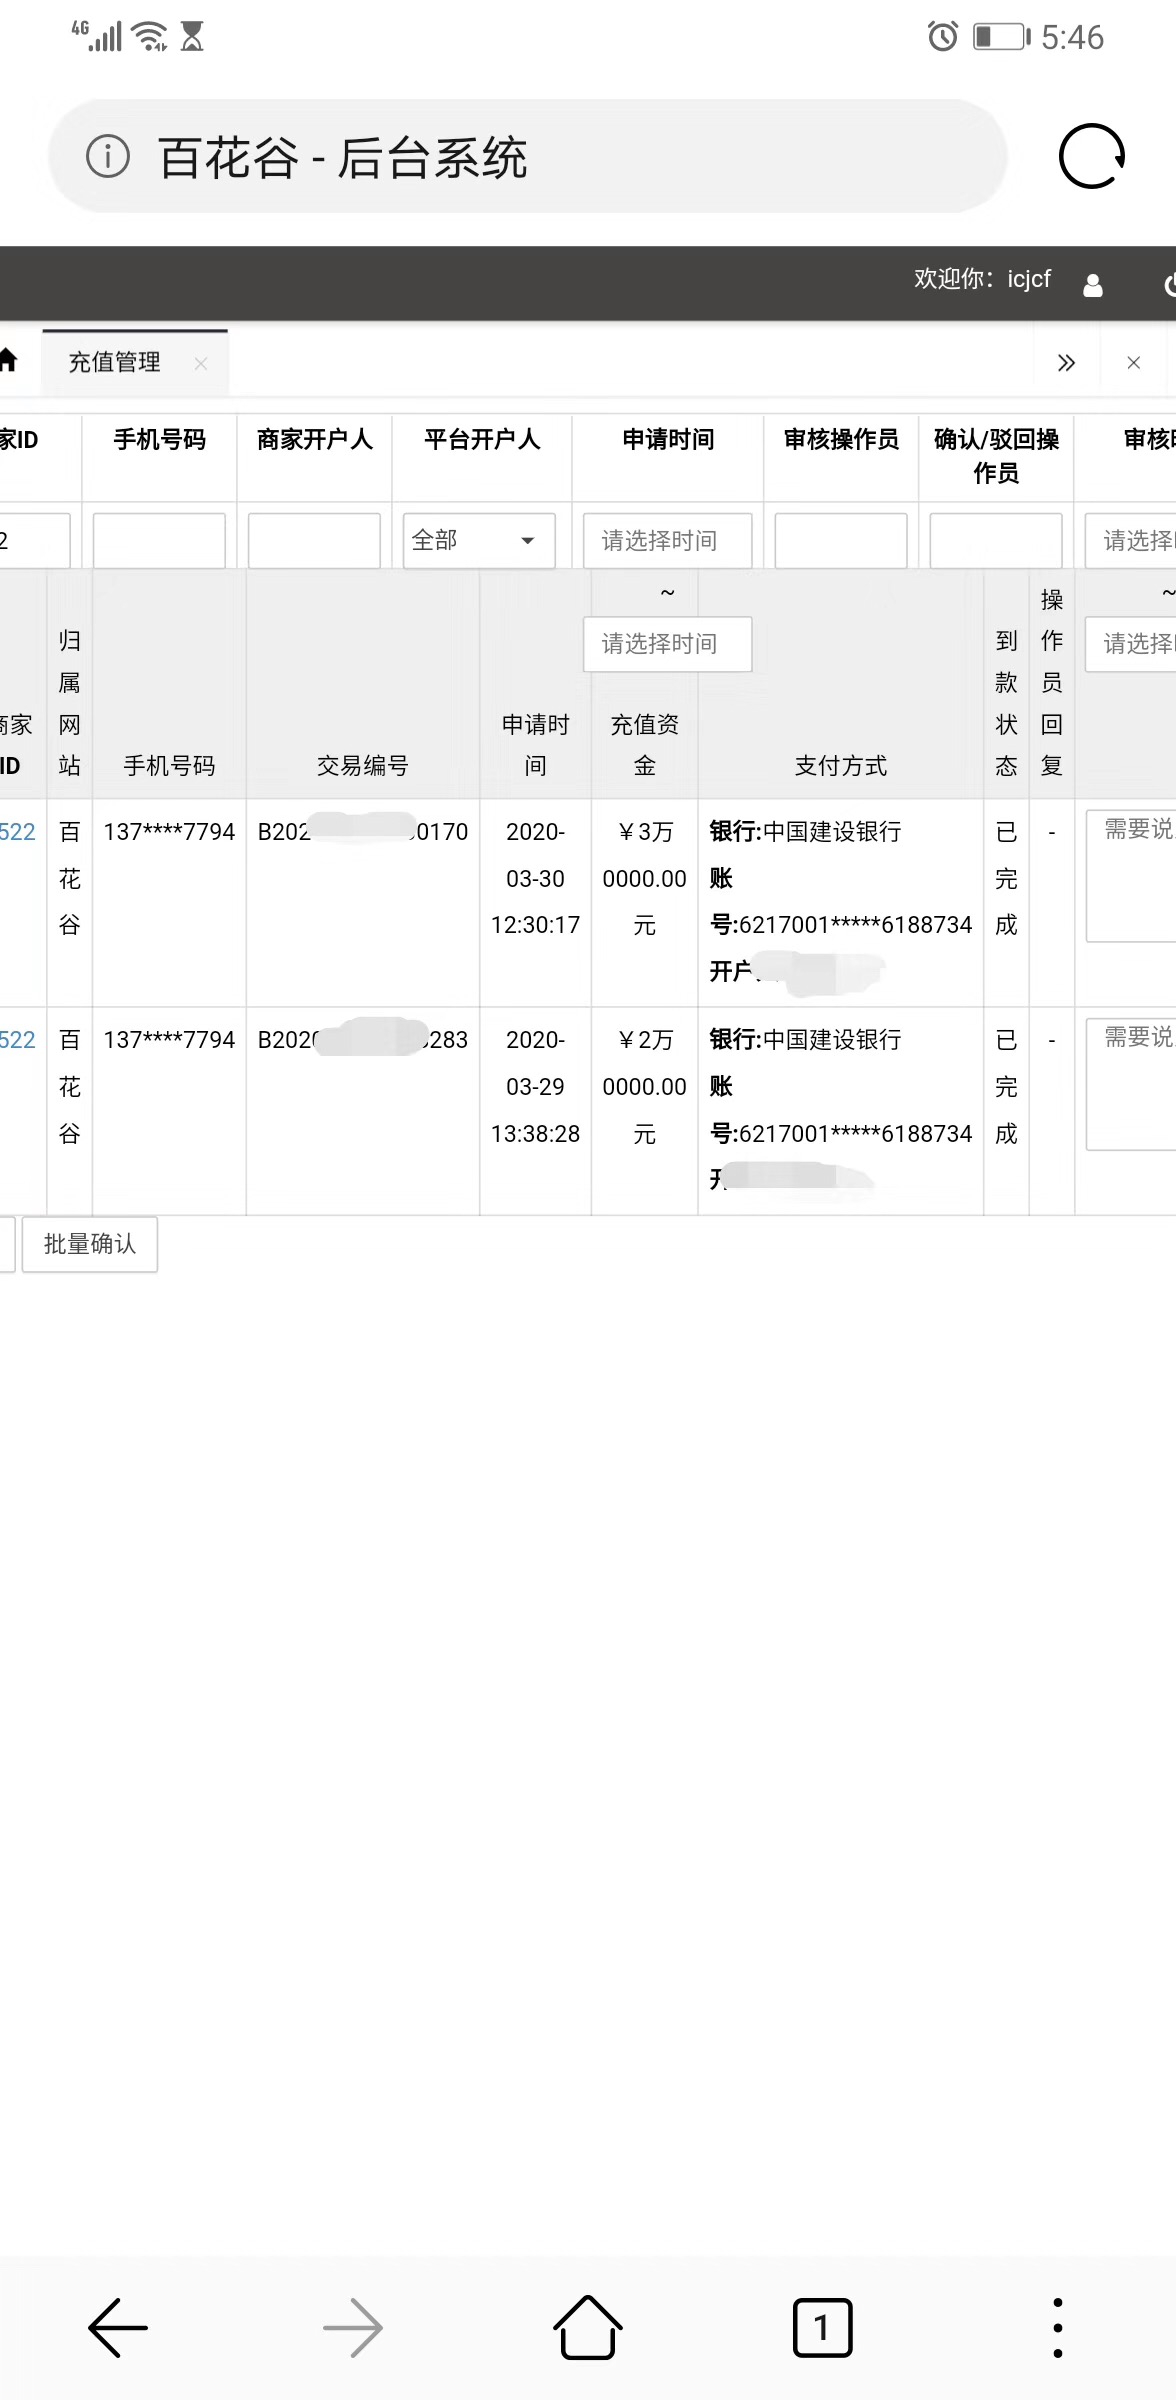 4G 5:46
百花谷 - 后台系统
欢迎你：icjcf
充值管理
家ID 手机号码 商家开户人 平台开户人 申请时间 审核操作员 确认/驳回操作员 审核
2 全部 请选择时间 请选择
~ ~
请选择时间 请选择
商家ID 归属网站 手机号码 交易编号 申请时间 充值资金 支付方式 到款状态 操作员回复
522 百花谷 137****7794 B202 0170 2020-03-30 12:30:17 ￥3万0000.00元 银行:中国建设银行 已完成 - 需要说
账号:6217001*****6188734
开户
522 百花谷 137****7794 B202 283 2020-03-29 13:38:28 ￥2万0000.00元 银行:中国建设银行 已完成 - 需要说
账号:6217001*****6188734
批量确认
1